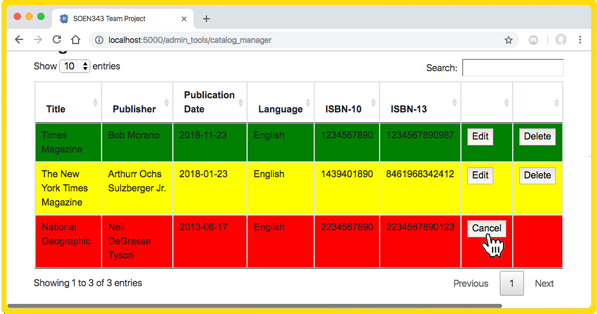 SOEN343 Team Project
localhost:5000/admin_tools/catalog_manager
Show 10 entries
Search:
Title Publisher Publication Date Language ISBN-10 ISBN-13
Times Magazine Bob Morano 2018-11-23 English 1234567890 1234567890987 Edit Delete
The New York Times Magazine Arthurr Ochs Sulzberger Jr. 2018-01-23 English 1439401890 8461968342412 Edit Delete
National Geographic Neil DeGrasse Tyson 2013-06-17 English 2234567890 2234567890123 Cancel
Showing 1 to 3 of 3 entries
Previous 1 Next